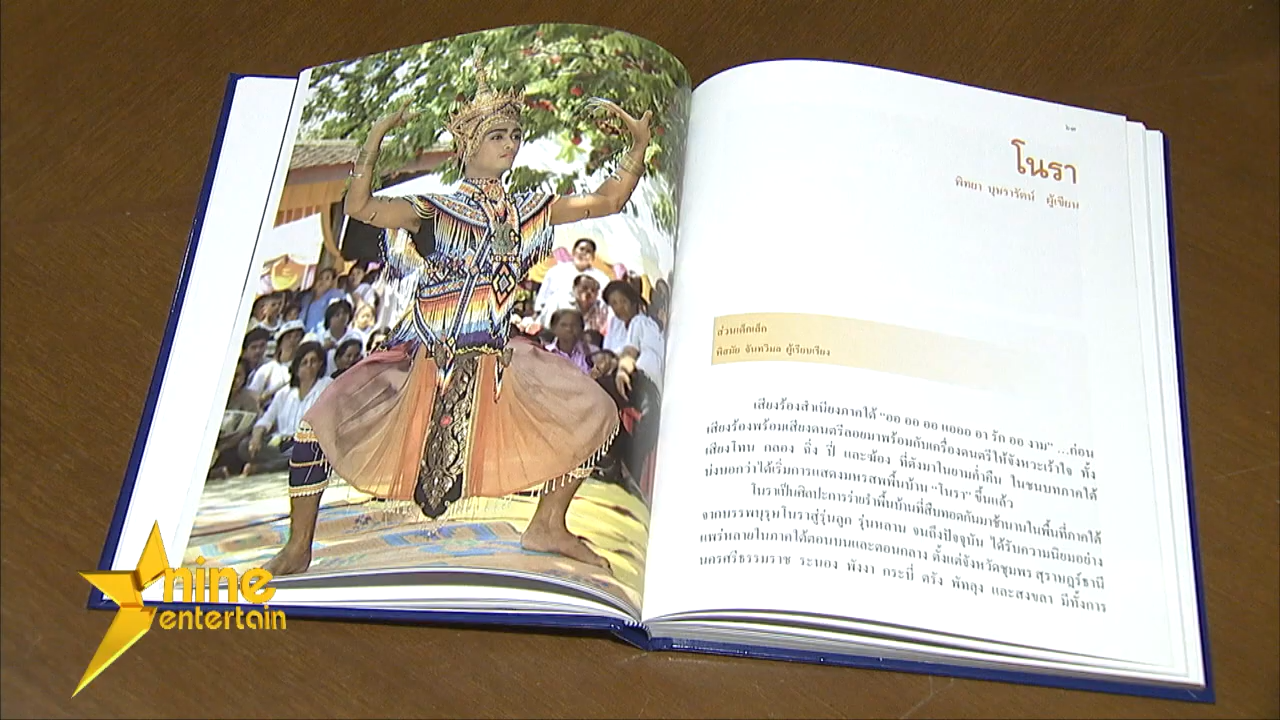 ๒๓
โนรา
พิทยา บุษรารัตน์ ผู้เขียน
ส่วนเด็กเล็ก
พิสมัย จันทวิมล ผู้เรียบเรียง
เสียงร้องสำเนียงภาคใต้ “ออ ออ ออ แอออ อา รัก ออ งาม” ...ก่อน
เสียงร้องพร้อมเสียงดนตรีลอยมาพร้อมกับเครื่องดนตรีให้จังหวะเร้าใจ ทั้ง
เสียงโทน กลอง ฉิ่ง ปี่ และฆ้อง ที่ดังมาในยามค่ำคืน ในชนบทภาคใต้
บ่งบอกว่าได้เริ่มการแสดงมหรสพพื้นบ้าน “โนรา” ขึ้นแล้ว
โนราเป็นศิลปะการร่ายรำพื้นบ้านที่สืบทอดกันมาช้านานในพื้นที่ภาคใต้
จากบรรพบุรุษโนราสู่รุ่นลูก รุ่นหลาน จนถึงปัจจุบัน ได้รับความนิยมอย่าง
แพร่หลายในภาคใต้ตอนบนและตอนกลาง ตั้งแต่จังหวัดชุมพร สุราษฎร์ธานี
นครศรีธรรมราช ระนอง พังงา กระบี่ ตรัง พัทลุง และสงขลา มีทั้งการ
nine
entertain